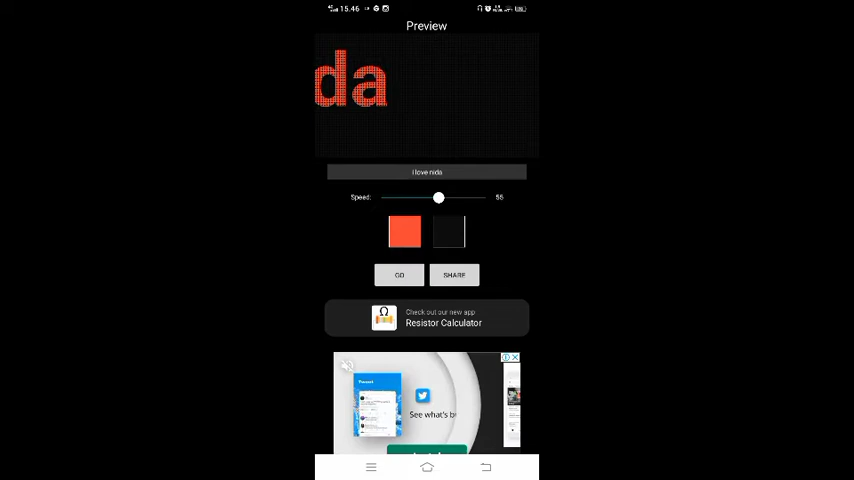 15.46
Preview
da
i love nida
Speed:
55
GO
SHARE
Check out our new app
Resistor Calculator
See what's b